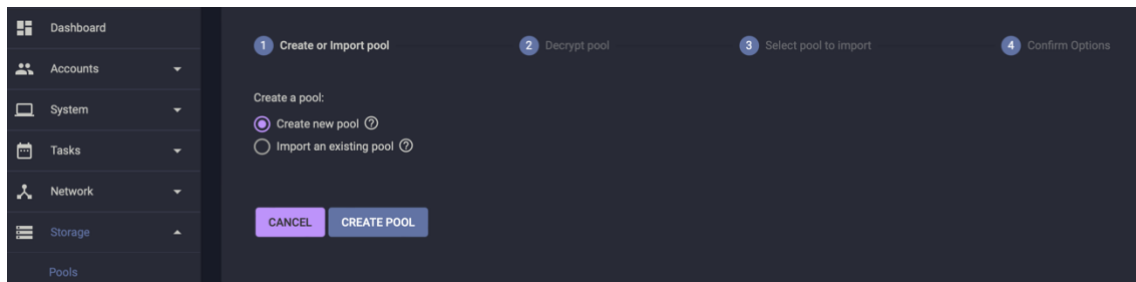 Dashboard
Accounts
System
Tasks
Network
Storage
Pools
1 Create or Import pool
2 Decrypt pool
3 Select pool to import
4 Confirm Options
Create a pool:
Create new pool ?
Import an existing pool ?
CANCEL
CREATE POOL